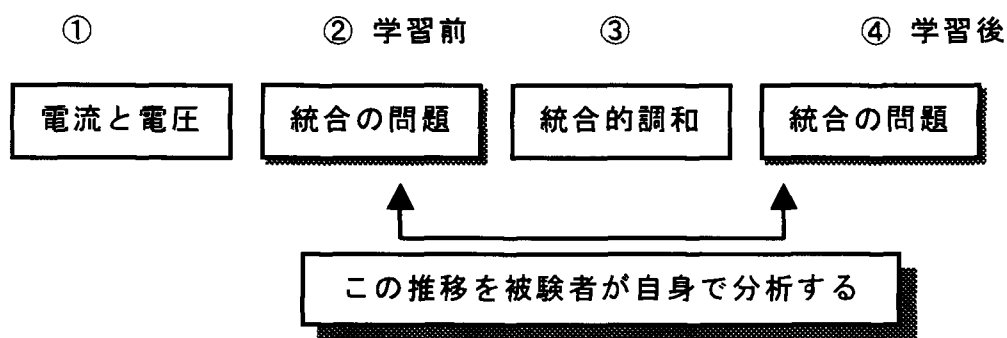 ① ② 学習前 ③ ④ 学習後
電流と電圧 統合の問題 統合的調和 統合の問題
この推移を被験者が自身で分析する